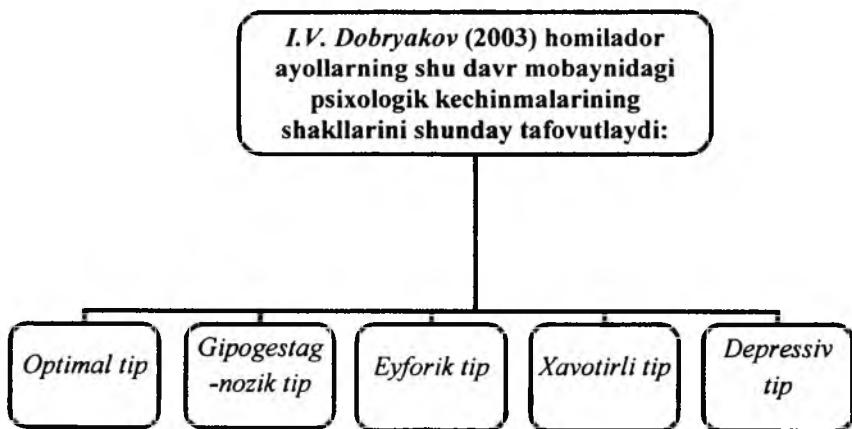 I.V. Dobryakov (2003) homilador
ayollarning shu davr mobaynidagi
psixologik kechinmalarining
shakllarini shunday tafovutlaydi:
Optimal tip
Gipogestag
-nozik tip
Eyforik tip
Xavotirli tip
Depressiv
tip